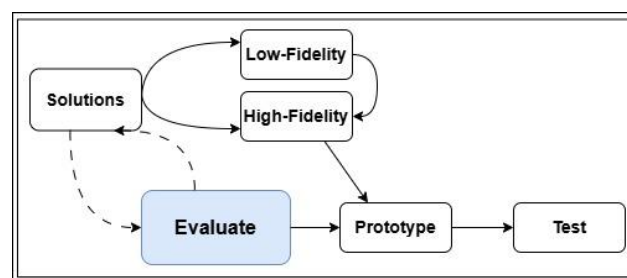 Low-Fidelity
Solutions
High-Fidelity
Evaluate
Prototype
Test